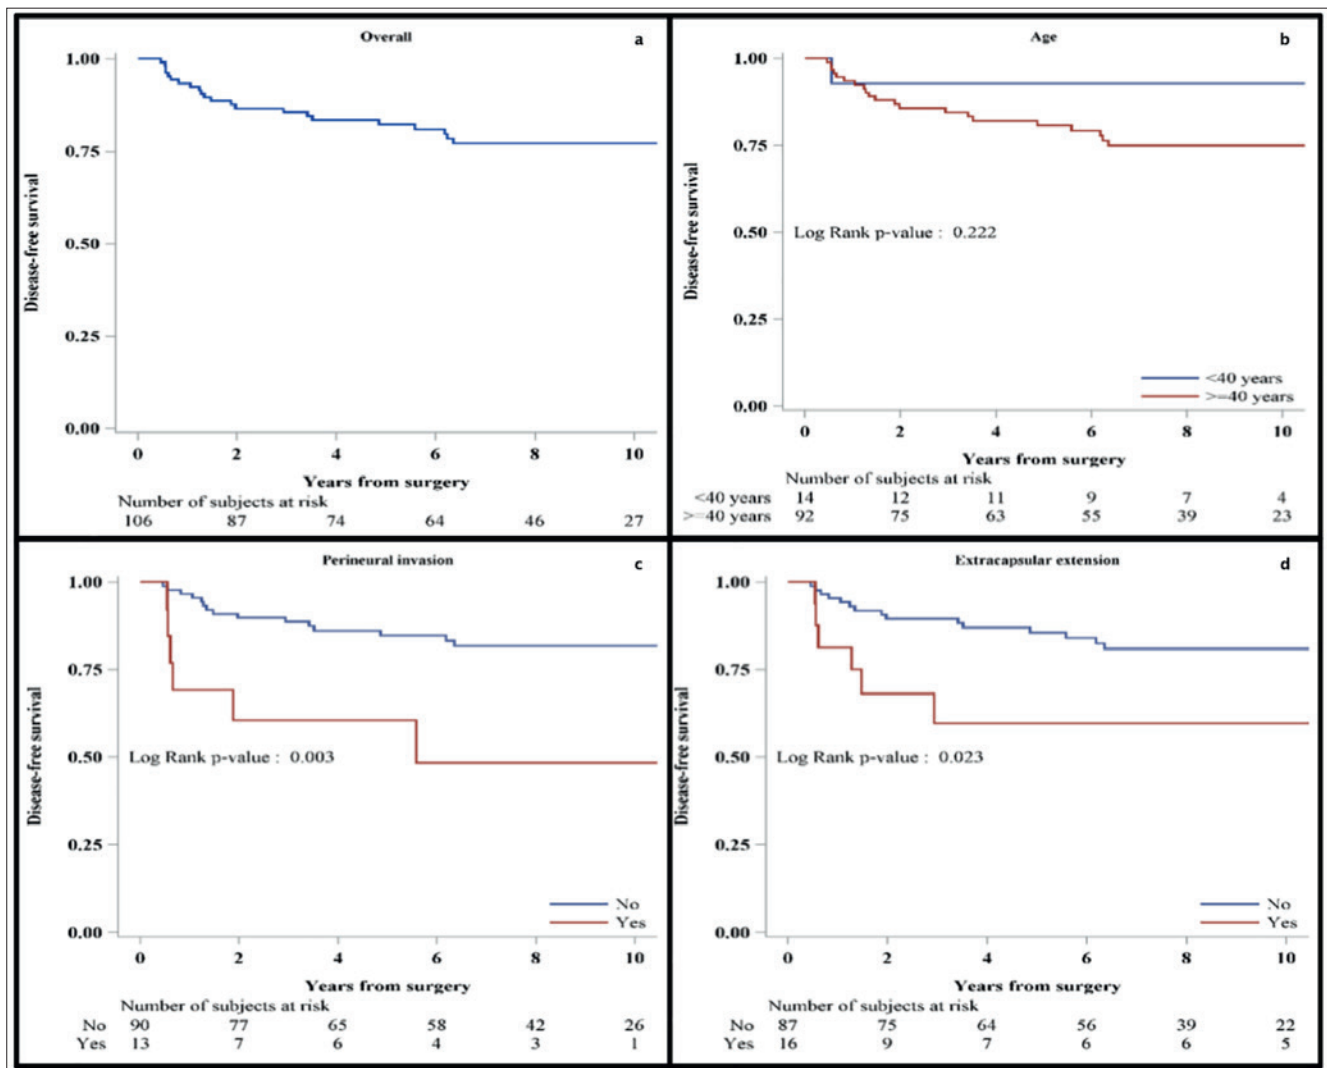 Overall
a
1.00
0.75
0.50
0.25
0.00
Disease-free survival
0 2 4 6 8 10
Years from surgery
Number of subjects at risk
106 87 74 64 46 27
Age
b
1.00
0.75
0.50
0.25
0.00
Disease-free survival
Log Rank p-value : 0.222
<40 years
>=40 years
0 2 4 6 8 10
Years from surgery
Number of subjects at risk
<40 years 14 12 11 9 7 4
>=40 years 92 75 63 55 39 23
Perineural invasion
c
1.00
0.75
0.50
0.25
0.00
Disease-free survival
Log Rank p-value : 0.003
No
Yes
0 2 4 6 8 10
Years from surgery
Number of subjects at risk
No 90 77 65 58 42 26
Yes 13 7 6 4 3 1
Extracapsular extension
d
1.00
0.75
0.50
0.25
0.00
Disease-free survival
Log Rank p-value : 0.023
No
Yes
0 2 4 6 8 10
Years from surgery
Number of subjects at risk
No 87 75 64 56 39 22
Yes 16 9 7 6 6 5